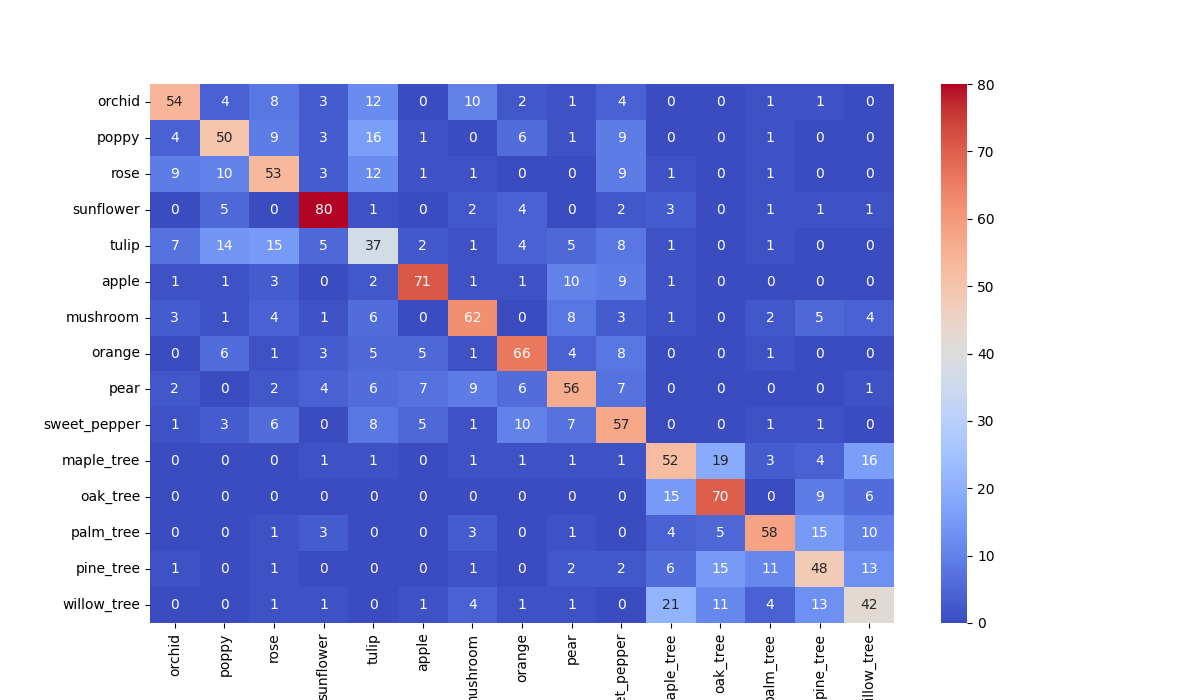 orchid 54 4 8 3 12 0 10 2 1 4 0 0 1 1 0 80
poppy 4 50 9 3 16 1 0 6 1 9 0 0 1 0 0 70
rose 9 10 53 3 12 1 1 0 0 9 1 0 1 0 0
sunflower 0 5 0 80 1 0 2 4 0 2 3 0 1 1 1 60
tulip 7 14 15 5 37 2 1 4 5 8 1 0 1 0 0
apple 1 1 3 0 2 71 1 1 10 9 1 0 0 0 0 50
mushroom 3 1 4 1 6 0 62 0 8 3 1 0 2 5 4
orange 0 6 1 3 5 5 1 66 4 8 0 0 1 0 0 40
pear 2 0 2 4 6 7 9 6 56 7 0 0 0 0 1
sweet_pepper 1 3 6 0 8 5 1 10 7 57 0 0 1 1 0 30
maple_tree 0 0 0 1 1 0 1 1 1 1 52 19 3 4 16
oak_tree 0 0 0 0 0 0 0 0 0 0 15 70 0 9 6 20
palm_tree 0 0 1 3 0 0 3 0 1 0 4 5 58 15 10
pine_tree 1 0 1 0 0 0 1 0 2 2 6 15 11 48 13 10
willow_tree 0 0 1 1 0 1 4 1 1 0 21 11 4 13 42 0
orchid poppy rose sunflower tulip apple ushroom orange pear et_pepper aple_tree oak_tree alm_tree pine_tree llow_tree